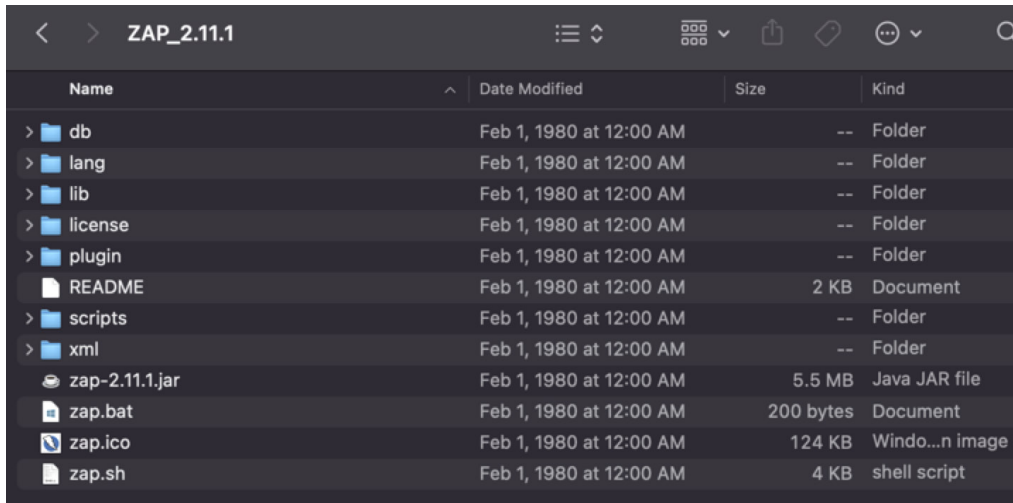 ZAP_2.11.1
Name Date Modified Size Kind
db Feb 1, 1980 at 12:00 AM -- Folder
lang Feb 1, 1980 at 12:00 AM -- Folder
lib Feb 1, 1980 at 12:00 AM -- Folder
license Feb 1, 1980 at 12:00 AM -- Folder
plugin Feb 1, 1980 at 12:00 AM -- Folder
README Feb 1, 1980 at 12:00 AM 2 KB Document
scripts Feb 1, 1980 at 12:00 AM -- Folder
xml Feb 1, 1980 at 12:00 AM -- Folder
zap-2.11.1.jar Feb 1, 1980 at 12:00 AM 5.5 MB Java JAR file
zap.bat Feb 1, 1980 at 12:00 AM 200 bytes Document
zap.ico Feb 1, 1980 at 12:00 AM 124 KB Windo...n image
zap.sh Feb 1, 1980 at 12:00 AM 4 KB shell script